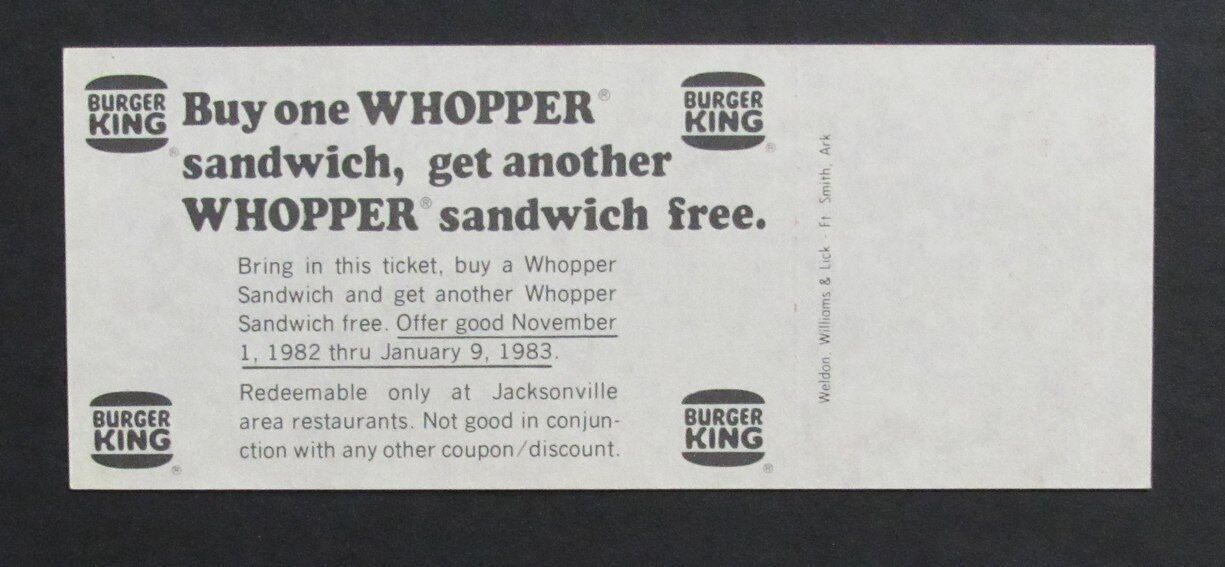 BURGER
KING
®
Buy one WHOPPER®
sandwich, get another
WHOPPER® sandwich free.
BURGER
KING
®
Bring in this ticket, buy a Whopper
Sandwich and get another Whopper
Sandwich free. Offer good November
1, 1982 thru January 9, 1983.
Redeemable only at Jacksonville
area restaurants. Not good in conjun-
ction with any other coupon/discount.
BURGER
KING
®
BURGER
KING
®
Weldon, Williams & Lick - Ft Smith, Ark